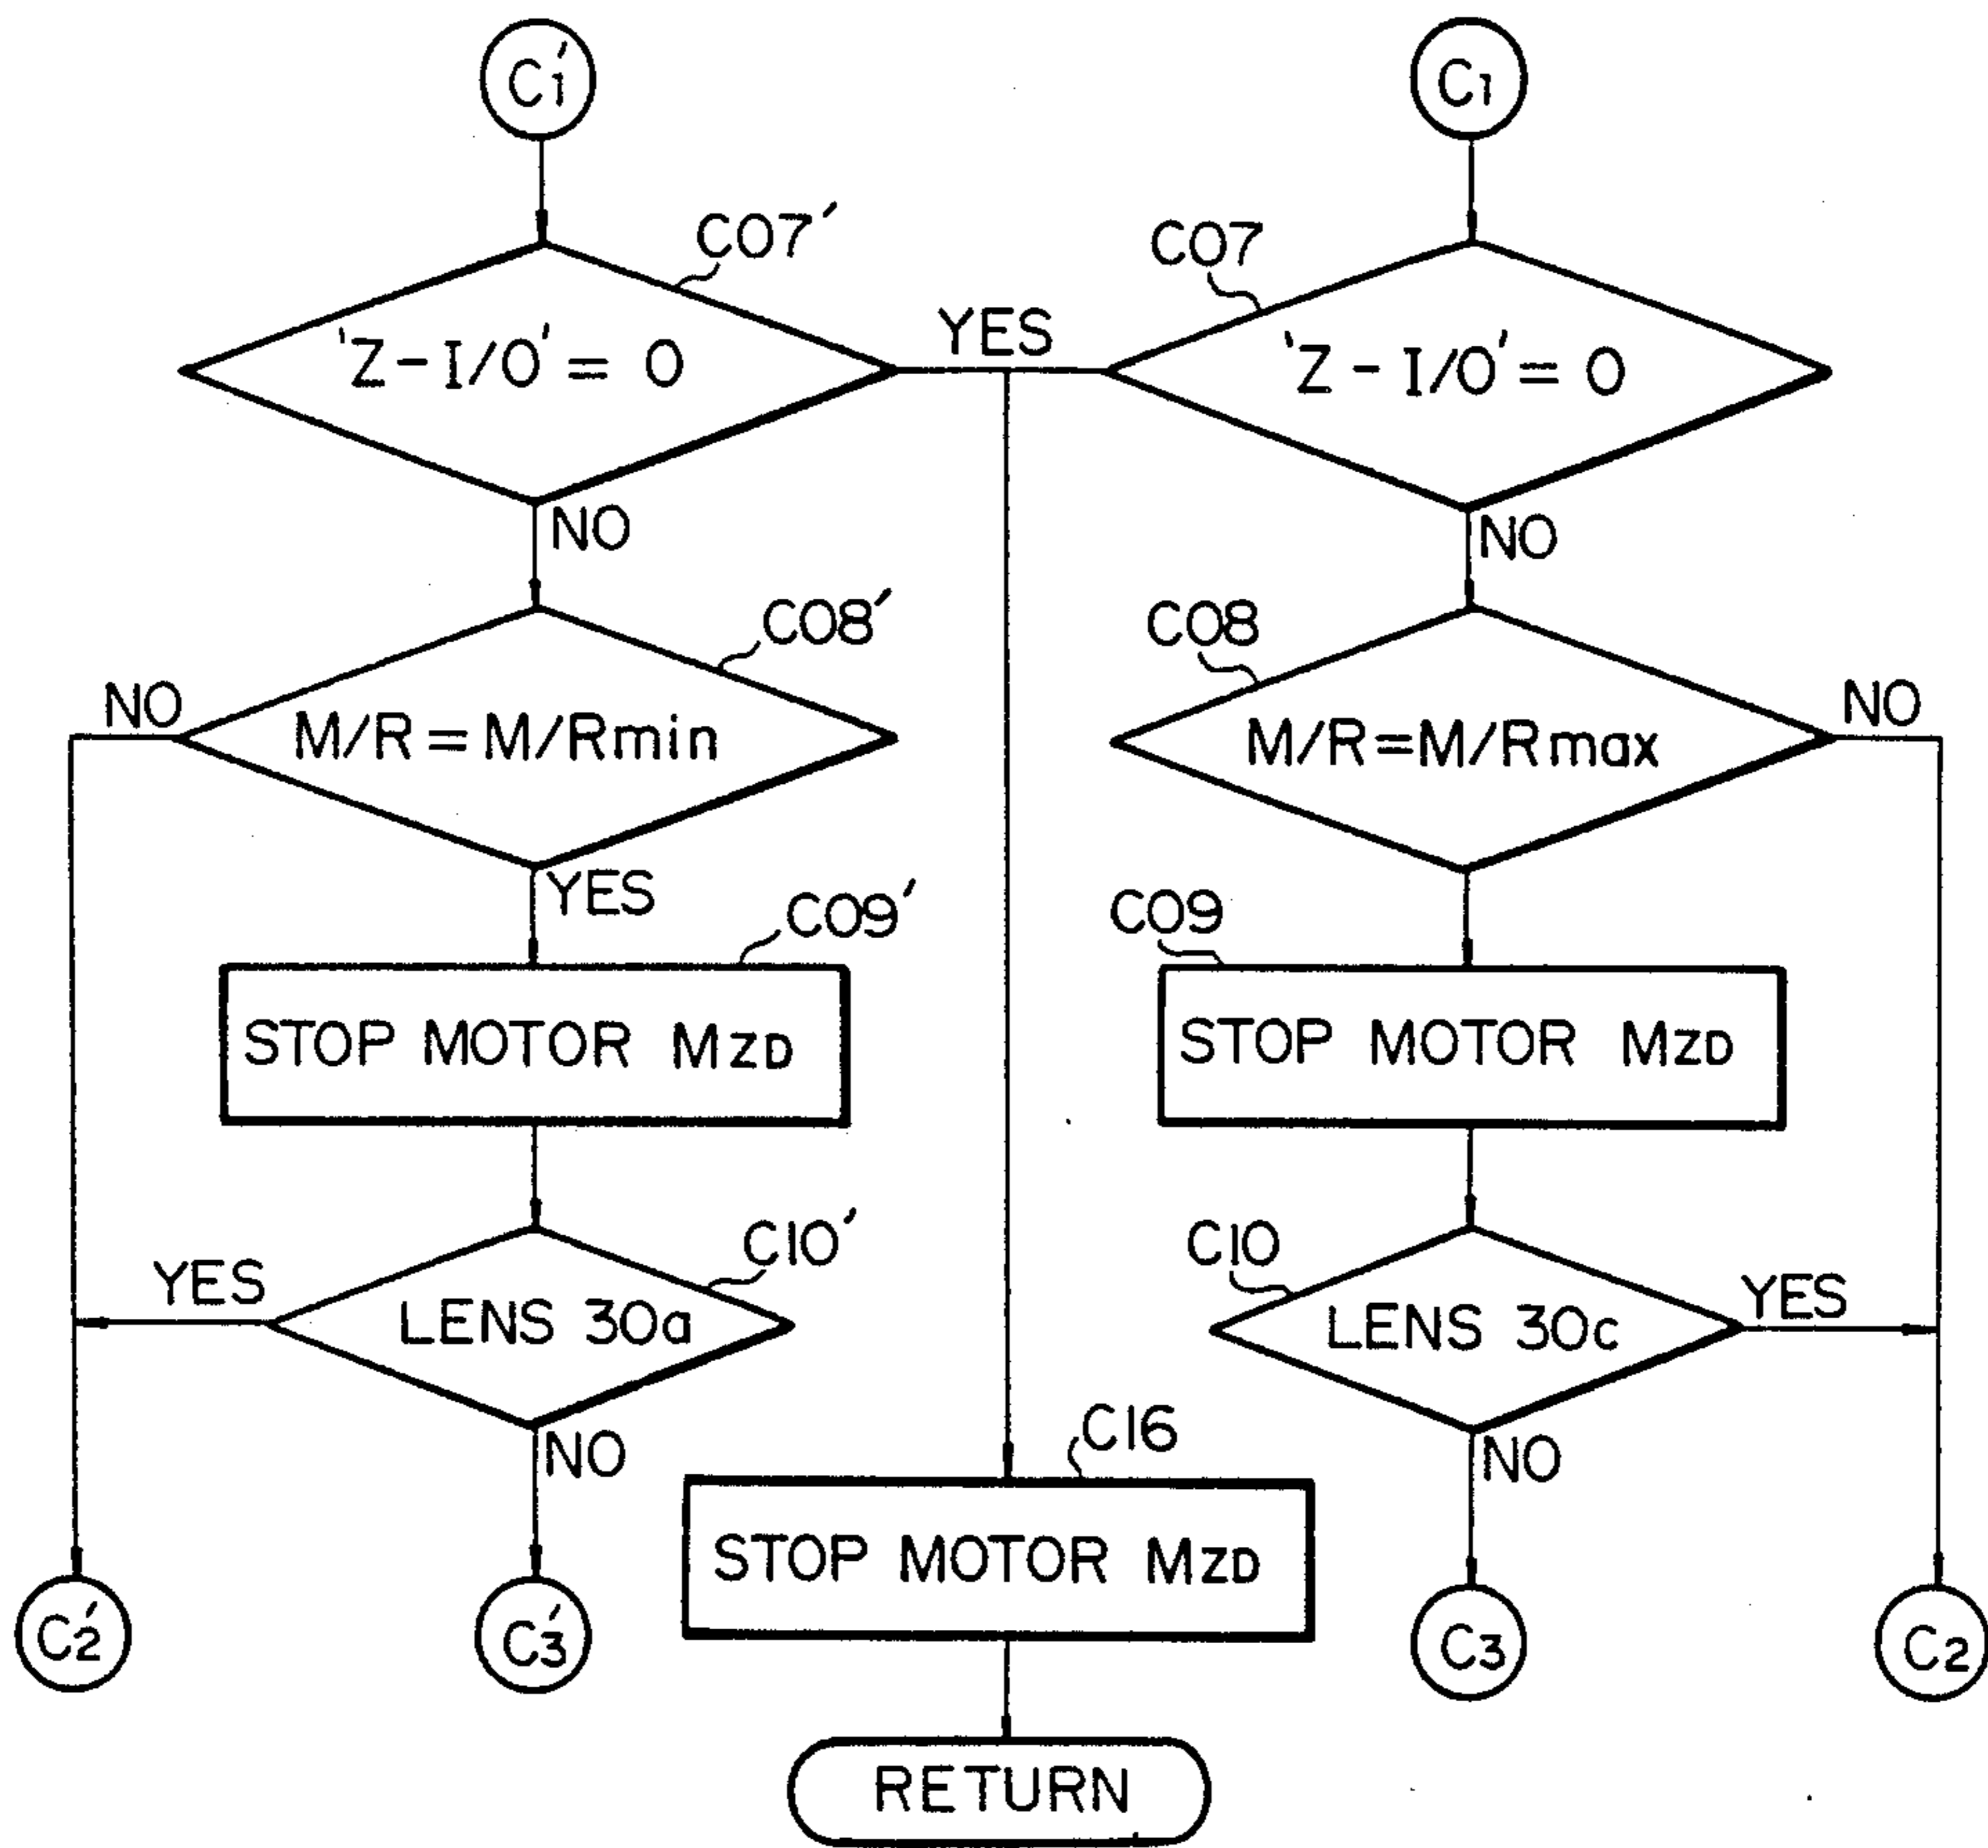 C1' C1
C07' C07
'Z-I/O' = 0 YES 'Z-I/O' = 0
NO NO
C08' C08
NO M/R=M/Rmin M/R=M/Rmax NO
YES
C09' C09
STOP MOTOR MZD STOP MOTOR MZD
C10' C10
YES LENS 30a LENS 30c YES
NO C16 NO
STOP MOTOR MZD
C2' C3' C3 C2
RETURN